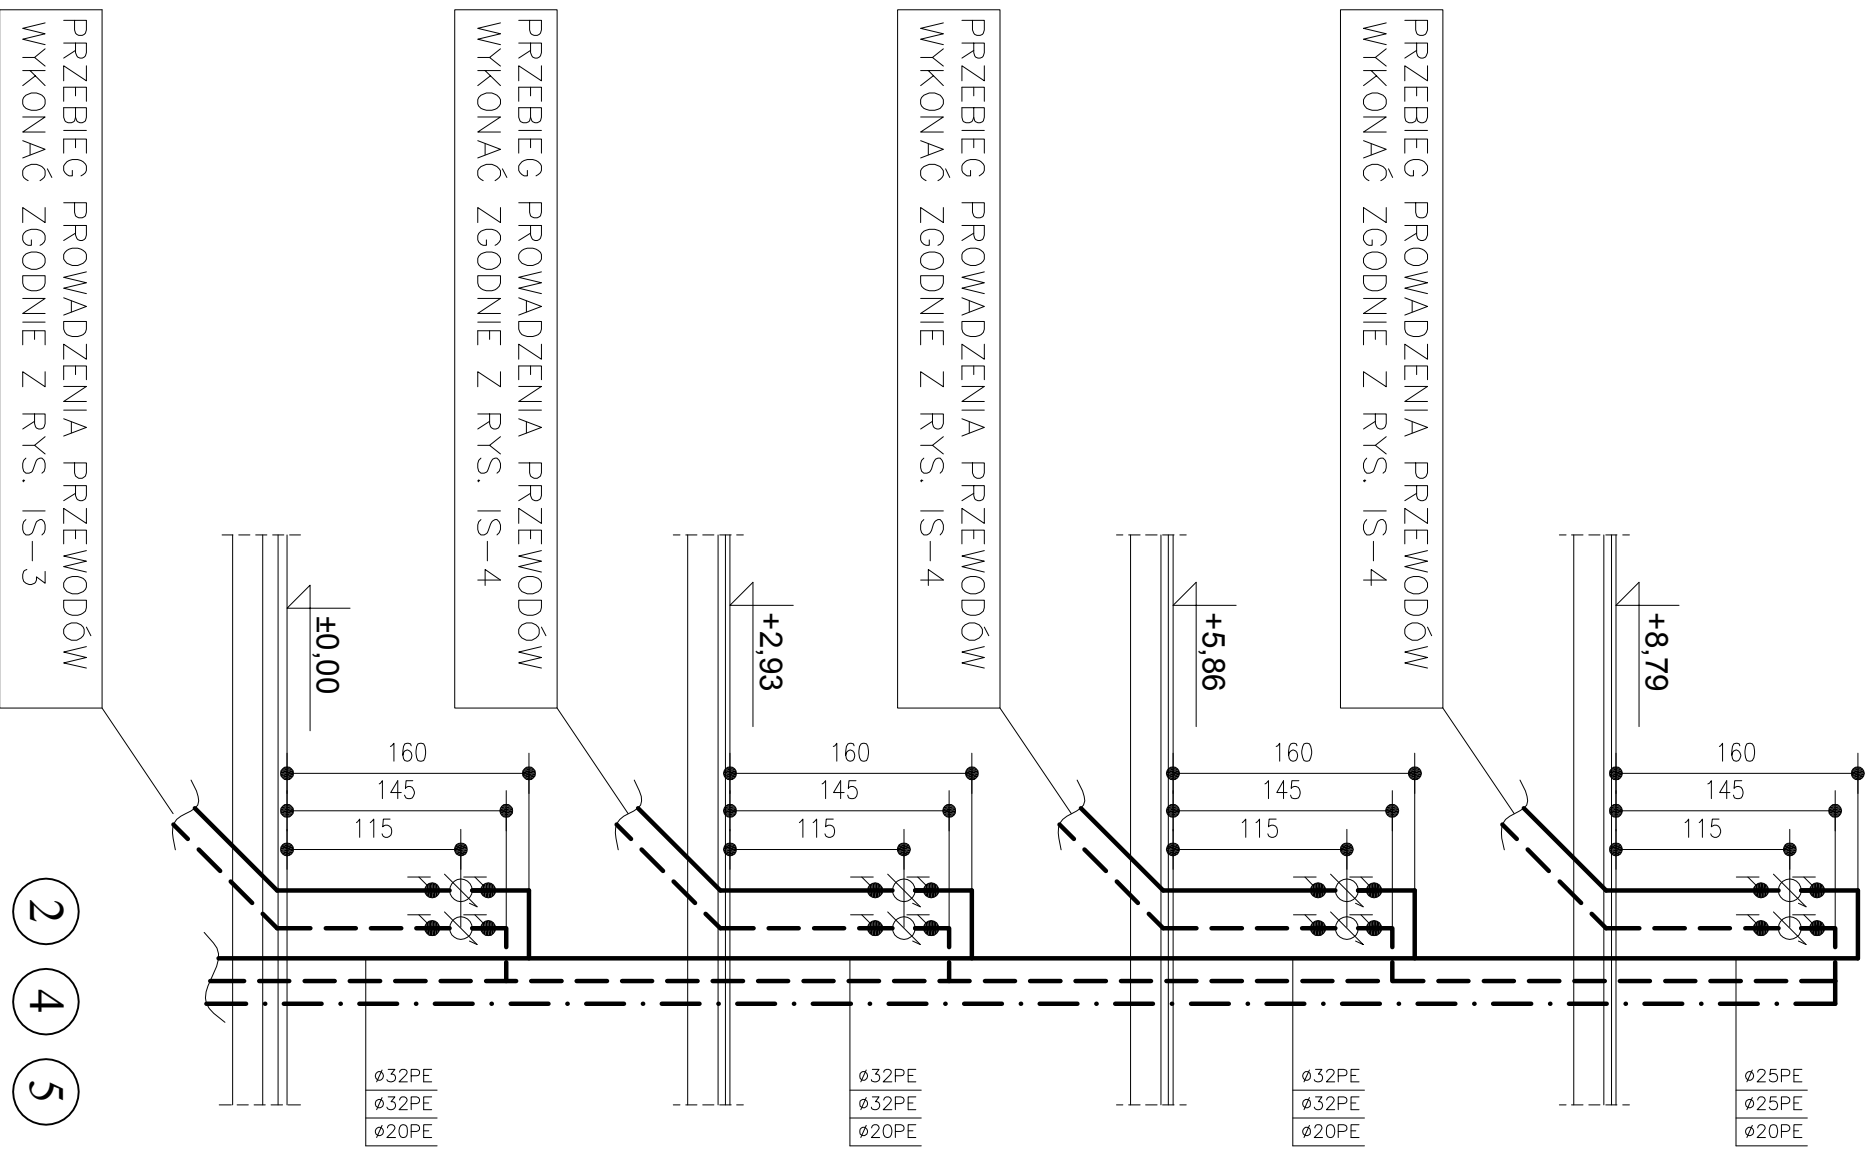 PRZEBIEG PROWADZENIA PRZEWODÓW
WYKONAĆ ZGODNIE Z RYS. IS-4
+8,79
160
145
115
ø25PE
ø25PE
ø20PE
PRZEBIEG PROWADZENIA PRZEWODÓW
WYKONAĆ ZGODNIE Z RYS. IS-4
+5,86
160
145
115
ø32PE
ø32PE
ø20PE
PRZEBIEG PROWADZENIA PRZEWODÓW
WYKONAĆ ZGODNIE Z RYS. IS-4
+2,93
160
145
115
ø32PE
ø32PE
ø20PE
PRZEBIEG PROWADZENIA PRZEWODÓW
WYKONAĆ ZGODNIE Z RYS. IS-3
±0,00
160
145
115
ø32PE
ø32PE
ø20PE
2 4 5